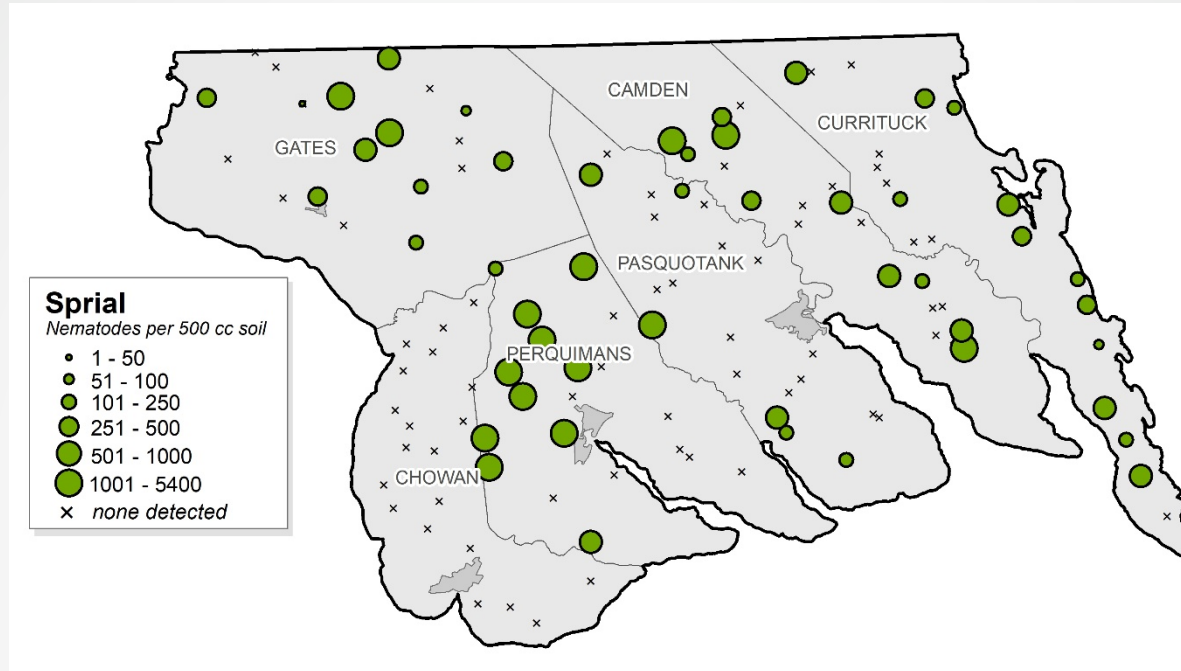 CAMDEN
CURRITUCK
GATES
PASQUOTANK
PERQUIMANS
CHOWAN
Sprial
Nematodes per 500 cc soil
1 - 50
51 - 100
101 - 250
251 - 500
501 - 1000
1001 - 5400
× none detected